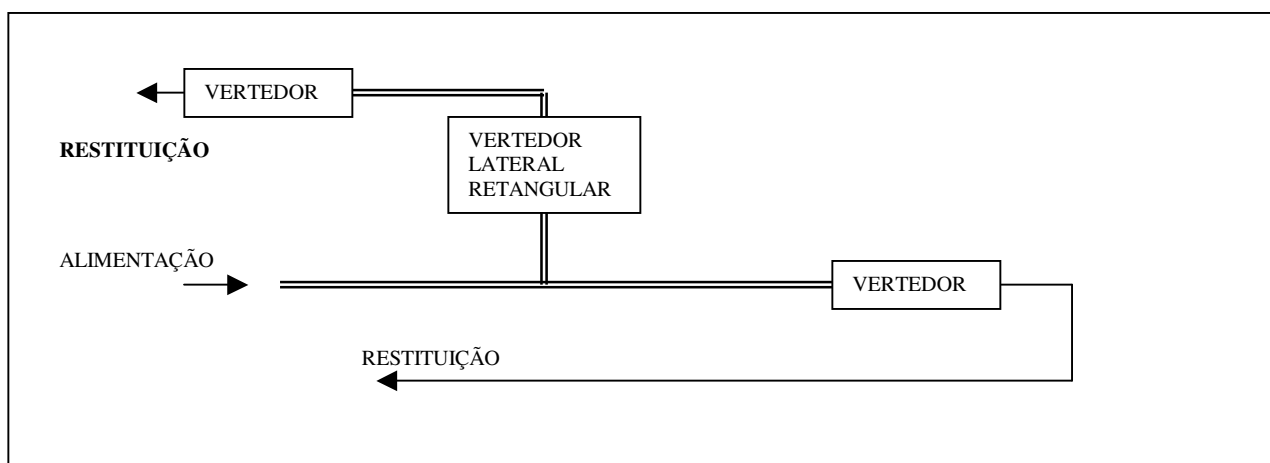 VERTEDOR
RESTITUIÇÃO
VERTEDOR
LATERAL
RETANGULAR
ALIMENTAÇÃO
VERTEDOR
RESTITUIÇÃO